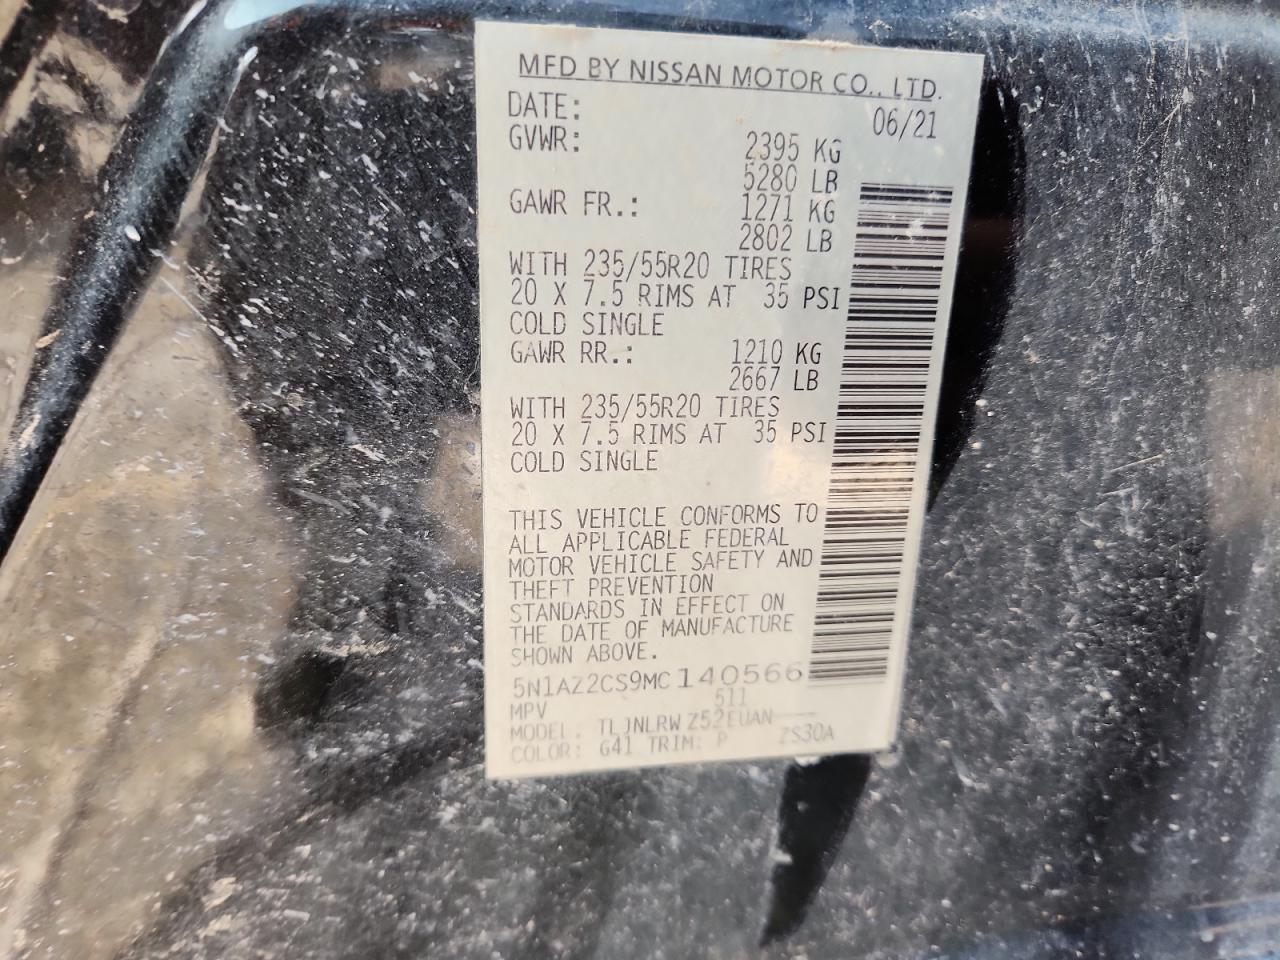 MFD BY NISSAN MOTOR CO., LTD.
DATE: 06/21
GVWR: 2395 KG
5280 LB
GAWR FR.: 1271 KG
2802 LB
WITH 235/55R20 TIRES
20 X 7.5 RIMS AT 35 PSI
COLD SINGLE
GAWR RR.: 1210 KG
2667 LB
WITH 235/55R20 TIRES
20 X 7.5 RIMS AT 35 PSI
COLD SINGLE
THIS VEHICLE CONFORMS TO
ALL APPLICABLE FEDERAL
MOTOR VEHICLE SAFETY AND
THEFT PREVENTION
STANDARDS IN EFFECT ON
THE DATE OF MANUFACTURE
SHOWN ABOVE.
5N1AZ2CS9MC140566
MPV 511
MODEL: TLJNLRWZ52EUAN----
COLOR: G41 TRIM: P ZS30A